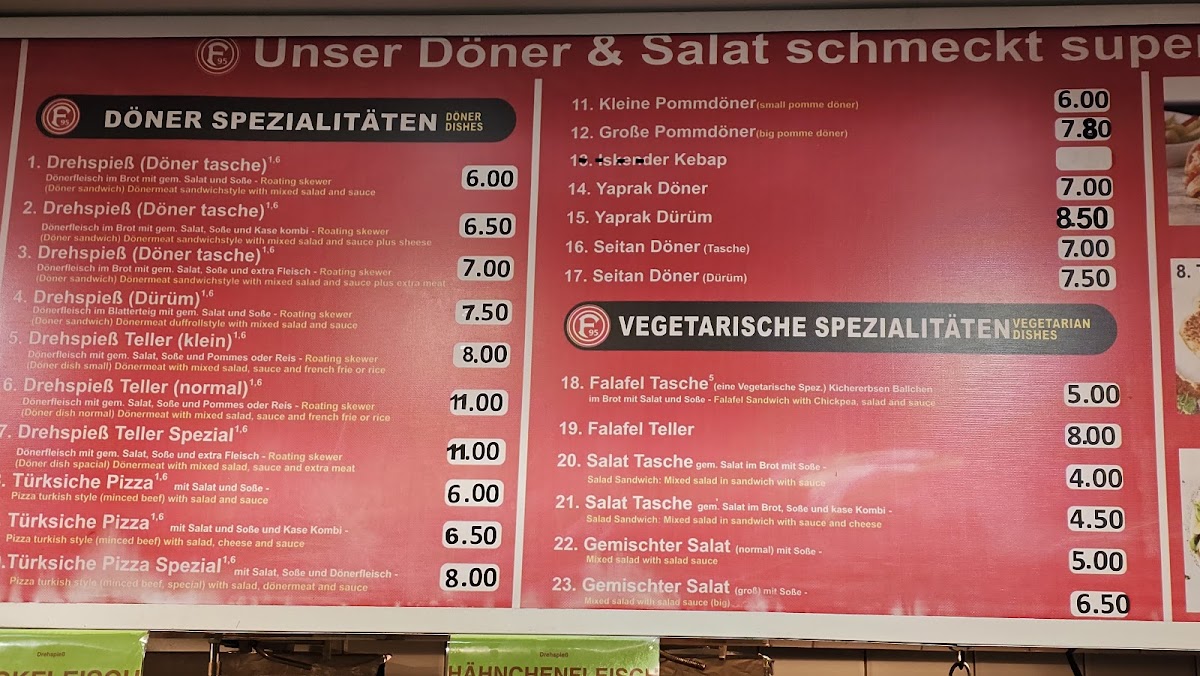 F 95 Unser Döner & Salat schmeckt super
F 95 DÖNER SPEZIALITÄTEN DÖNER DISHES
1. Drehspieß (Döner tasche)1,6 6.00
Dönerfleisch im Brot mit gem. Salat und Soße - Roating skewer
(Döner sandwich) Dönermeat sandwichstyle with mixed salad and sauce
2. Drehspieß (Döner tasche)1,6 6.50
Dönerfleisch im Brot mit gem. Salat, Soße und Kase kombi - Roating skewer
(Döner sandwich) Dönermeat sandwichstyle with mixed salad and sauce plus sheese
3. Drehspieß (Döner tasche)1,6 7.00
Dönerfleisch im Brot mit gem. Salat, Soße und extra Fleisch - Roating skewer
(Döner sandwich) Dönermeat sandwichstyle with mixed salad and sauce plus extra meat
4. Drehspieß (Dürüm)1,6 7.50
Dönerfleisch im Blatterteig mit gem. Salat und Soße - Roating skewer
(Döner sandwich) Dönermeat duffrollstyle with mixed salad and sauce
5. Drehspieß Teller (klein)1,6 8.00
Dönerfleisch mit gem. Salat, Soße und Pommes oder Reis - Roating skewer
(Döner dish small) Dönermeat with mixed salad, sauce and french frie or rice
6. Drehspieß Teller (normal)1,6 11.00
Dönerfleisch mit gem. Salat, Soße und Pommes oder Reis - Roating skewer
(Döner dish normal) Dönermeat with mixed salad, sauce and french frie or rice
7. Drehspieß Teller Spezial1,6 11.00
Dönerfleisch mit gem. Salat, Soße und extra Fleisch - Roating skewer
(Döner dish spacial) Dönermeat with mixed salad, sauce and extra meat
Türksiche Pizza1,6 mit Salat und Soße - 6.00
Pizza turkish style (minced beef) with salad and sauce
Türksiche Pizza1,6 mit Salat und Soße und Kase Kombi - 6.50
Pizza turkish style (minced beef) with salad, cheese and sauce
.Türksiche Pizza Spezial1,6 mit Salat, Soße und Dönerfleisch - 8.00
Pizza turkish style (minced beef, special) with salad, dönermeat and sauce
11. Kleine Pommdöner(small pomme döner) 6.00
12. Große Pommdöner(big pomme döner) 7.80
13. Iskender Kebap
14. Yaprak Döner 7.00
15. Yaprak Dürüm 8.50
16. Seitan Döner (Tasche) 7.00
17. Seitan Döner (Dürüm) 7.50
F 95 VEGETARISCHE SPEZIALITÄTEN VEGETARIAN DISHES
18. Falafel Tasche5(eine Vegetarische Spez.) Kichererbsen Ballchen 5.00
im Brot mit Salat und Soße - Falafel Sandwich with Chickpea, salad and sauce
19. Falafel Teller 8.00
20. Salat Tasche gem. Salat im Brot mit Soße - 4.00
Salad Sandwich: Mixed salad in sandwich with sauce
21. Salat Tasche gem. Salat im Brot, Soße und kase Kombi - 4.50
Salad Sandwich: Mixed salad in sandwich with sauce and cheese
22. Gemischter Salat (normal) mit Soße - 5.00
Mixed salad with salad sauce
23. Gemischter Salat (groß) mit Soße - 6.50
Mixed salad with salad sauce (big)
8.
Drehspieß
Drehspieß
HÄHNCHENFLEISCH